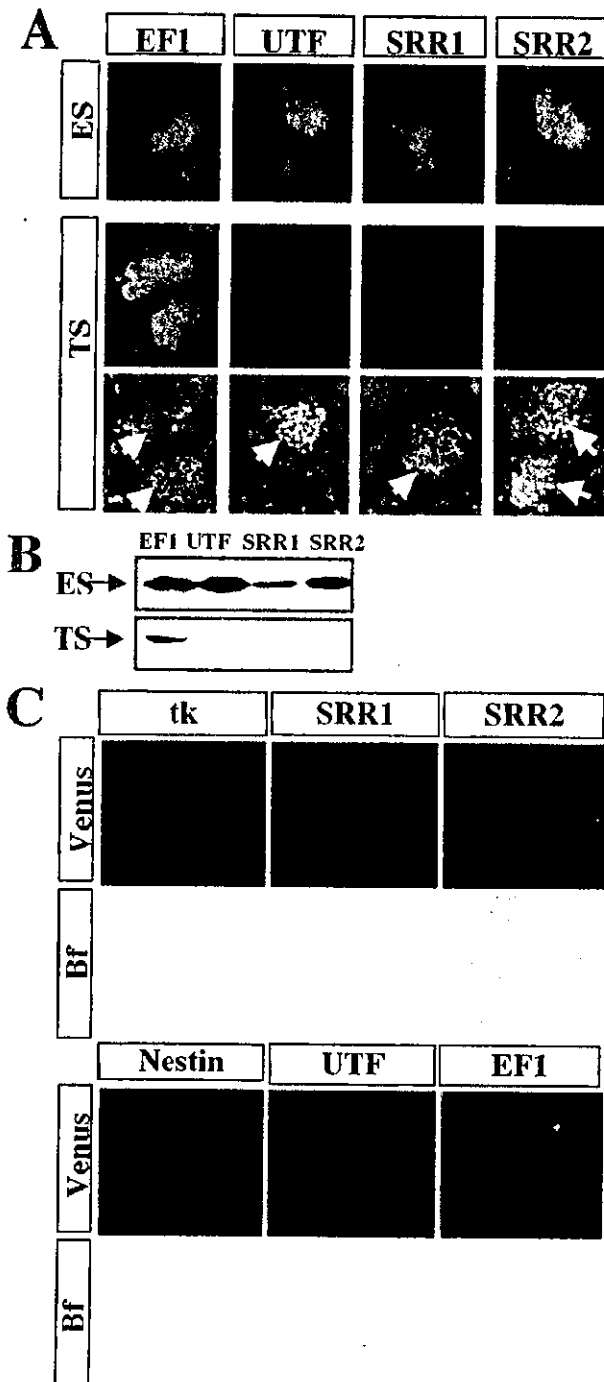 A
EF1 UTF SRR1 SRR2
ES
TS
B
EF1 UTF SRR1 SRR2
ES
TS
C
tk SRR1 SRR2
Venus
Bf
Nestin UTF EF1
Venus
Bf